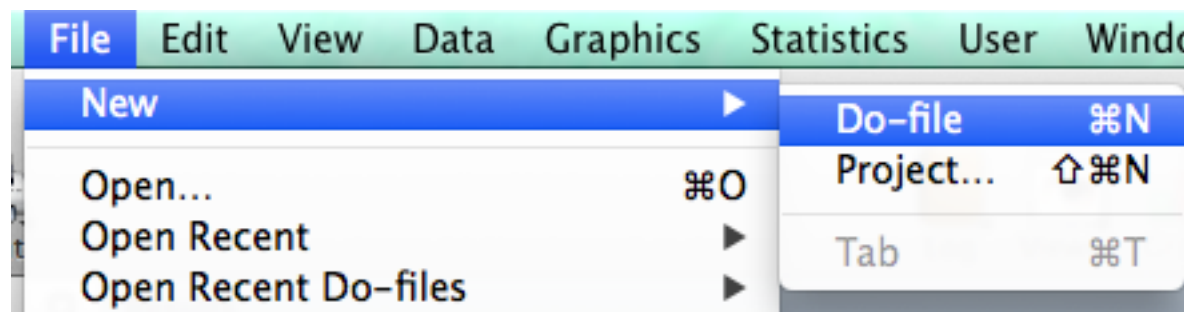 File Edit View Data Graphics Statistics User
New
Do-file ⌘N
Open... ⌘O
Project... ⇧⌘N
Open Recent
Tab ⌘T
Open Recent Do-files